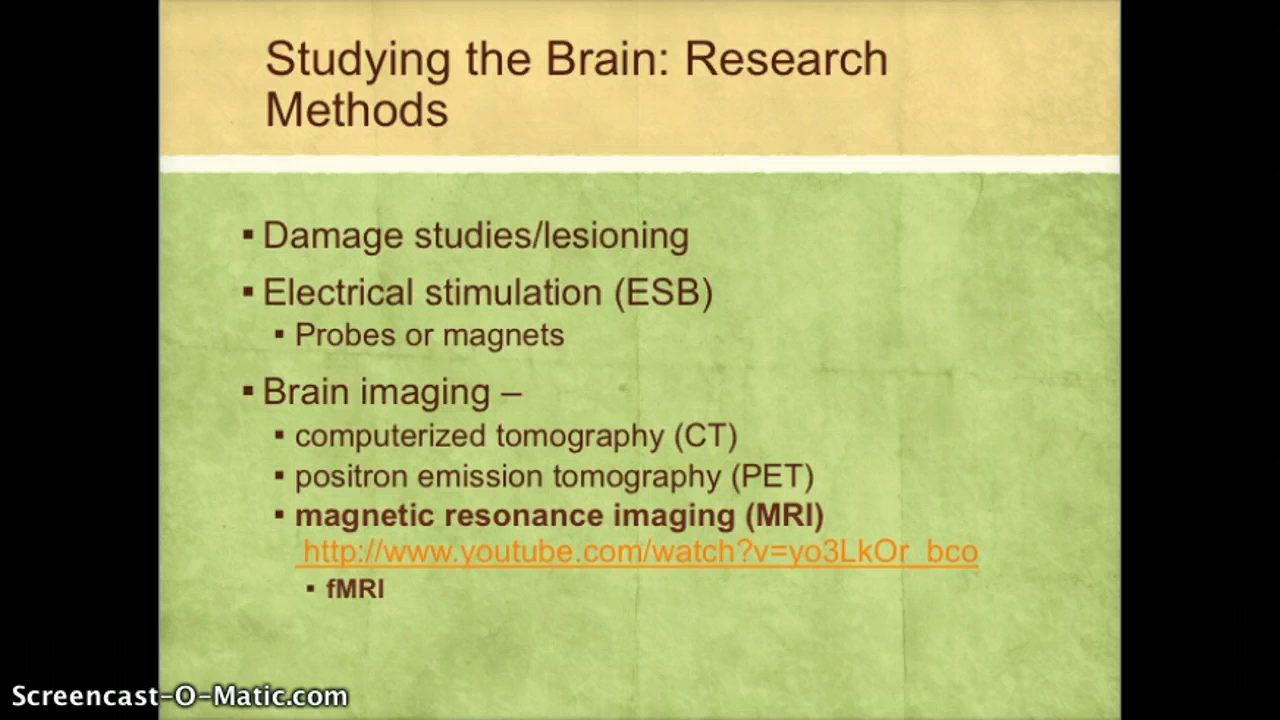 Studying the Brain: Research
Methods
▪ Damage studies/lesioning
▪ Electrical stimulation (ESB)
▪ Probes or magnets
▪ Brain imaging –
▪ computerized tomography (CT)
▪ positron emission tomography (PET)
▪ magnetic resonance imaging (MRI)
http://www.youtube.com/watch?v=yo3LkOr_bco
▪ fMRI
Screencast-O-Matic.com